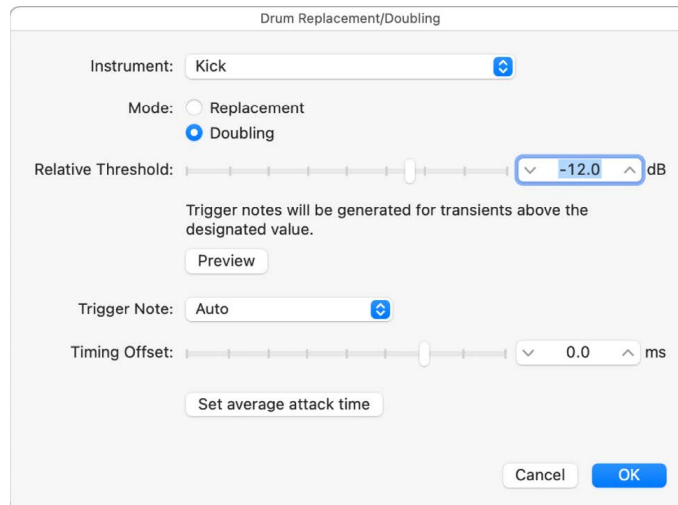 Drum Replacement/Doubling
Instrument: Kick
Mode: Replacement
Doubling
Relative Threshold: -12.0 dB
Trigger notes will be generated for transients above the
designated value.
Preview
Trigger Note: Auto
Timing Offset: 0.0 ms
Set average attack time
Cancel OK